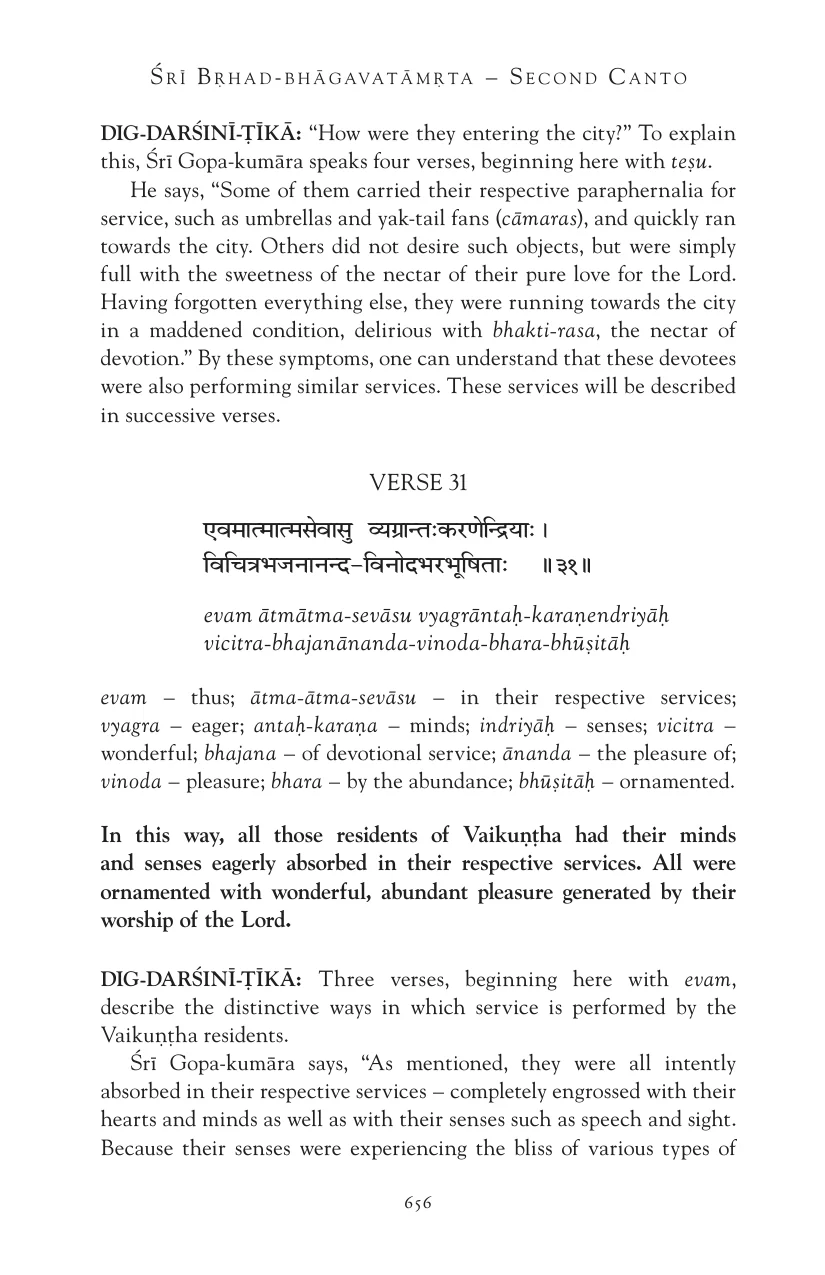 ŚRĪ BṚHAD-BHĀGAVATĀMṚTA – SECOND CANTO
DIG-DARŚINĪ-ṬĪKĀ: “How were they entering the city?” To explain
this, Śrī Gopa-kumāra speaks four verses, beginning here with teṣu.
He says, “Some of them carried their respective paraphernalia for
service, such as umbrellas and yak-tail fans (cāmaras), and quickly ran
towards the city. Others did not desire such objects, but were simply
full with the sweetness of the nectar of their pure love for the Lord.
Having forgotten everything else, they were running towards the city
in a maddened condition, delirious with bhakti-rasa, the nectar of
devotion.” By these symptoms, one can understand that these devotees
were also performing similar services. These services will be described
in successive verses.
VERSE 31
एवमात्मात्मसेवासु व्यग्रान्तःकरणेन्द्रियाः ।
विचित्रभजनानन्द-विनोदभरभूषिताः ॥३१॥
evam ātmātma-sevāsu vyagrāntaḥ-karaṇendriyāḥ
vicitra-bhajanānanda-vinoda-bhara-bhūṣitāḥ
evam – thus; ātma-ātma-sevāsu – in their respective services;
vyagra – eager; antaḥ-karaṇa – minds; indriyāḥ – senses; vicitra –
wonderful; bhajana – of devotional service; ānanda – the pleasure of;
vinoda – pleasure; bhara – by the abundance; bhūṣitāḥ – ornamented.
In this way, all those residents of Vaikuṇṭha had their minds
and senses eagerly absorbed in their respective services. All were
ornamented with wonderful, abundant pleasure generated by their
worship of the Lord.
DIG-DARŚINĪ-ṬĪKĀ: Three verses, beginning here with evam,
describe the distinctive ways in which service is performed by the
Vaikuṇṭha residents.
Śrī Gopa-kumāra says, “As mentioned, they were all intently
absorbed in their respective services – completely engrossed with their
hearts and minds as well as with their senses such as speech and sight.
Because their senses were experiencing the bliss of various types of
656